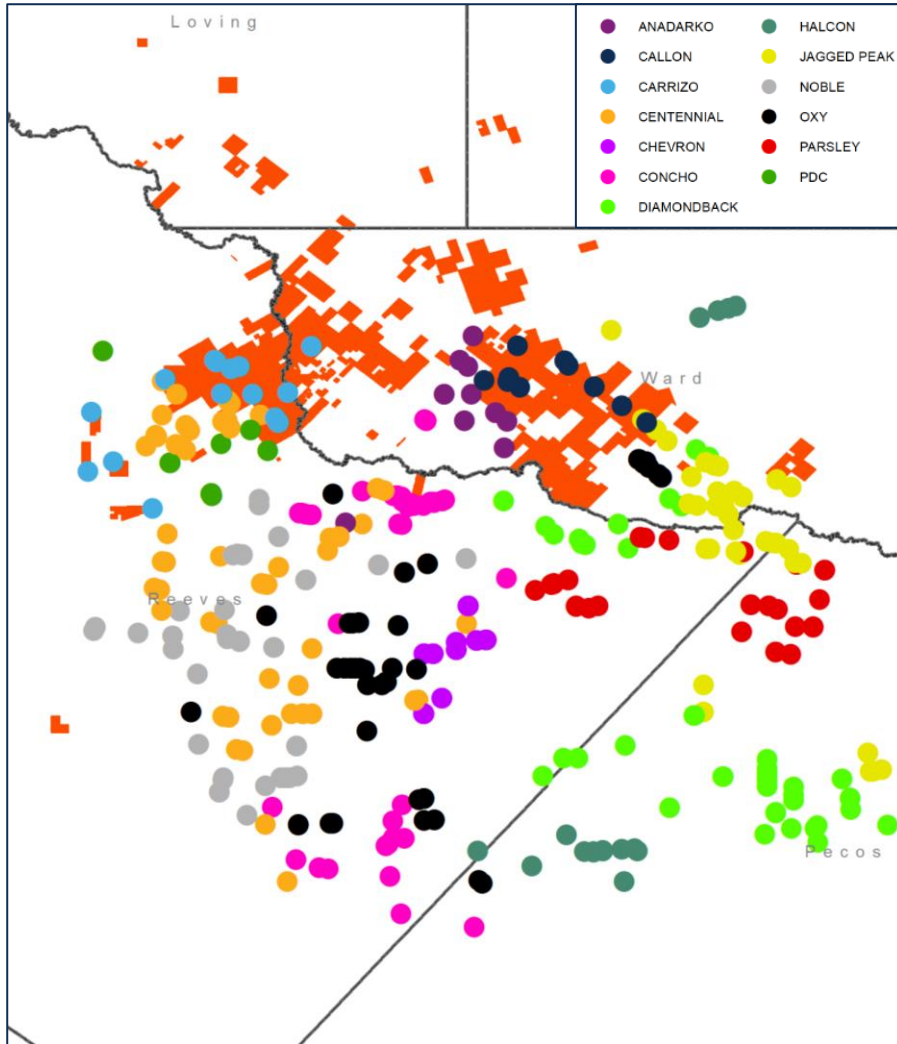 Loving
ANADARKO
CALLON
CARRIZO
CENTENNIAL
CHEVRON
CONCHO
DIAMONDBACK
HALCON
JAGGED PEAK
NOBLE
OXY
PARSLEY
PDC
Ward
Reeves
Pecos